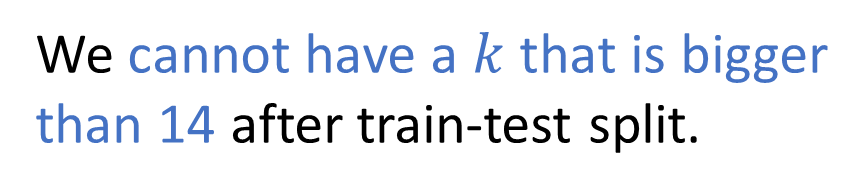 We cannot have a k that is bigger
than 14 after train-test split.